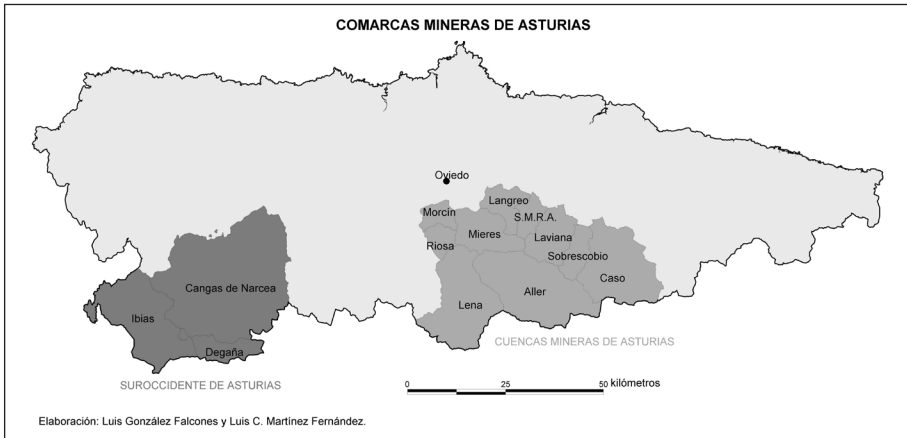 COMARCAS MINERAS DE ASTURIAS
Oviedo
Langreo
Morcín
S.M.R.A.
Mieres
Laviana
Riosa
Sobrescobio
Caso
Cangas de Narcea
Aller
Lena
Ibias
Degaña
CUENCAS MINERAS DE ASTURIAS
SUROCCIDENTE DE ASTURIAS
0 25 50 kilómetros
Elaboración: Luis González Falcones y Luis C. Martínez Fernández.